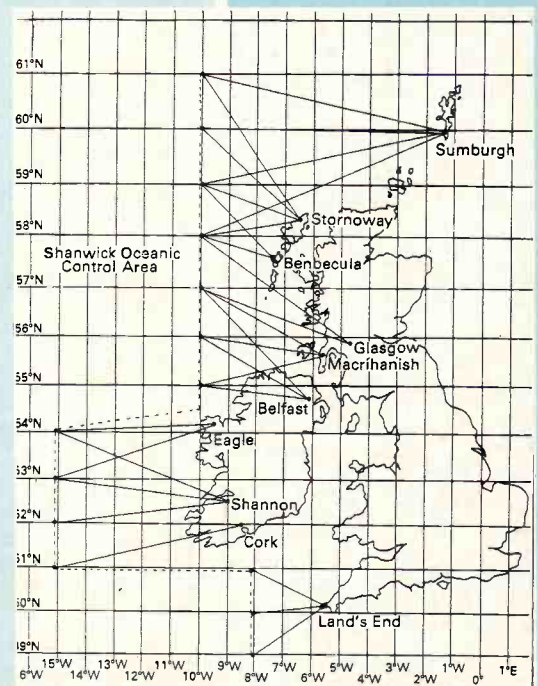 61°N
60°N
Sumburgh
59°N
Stornoway
58°N
Shanwick Oceanic
Control Area
Benbecula
57°N
56°N
Glasgow
Macrihanish
55°N
Belfast
54°N
Eagle
53°N
Shannon
52°N
Cork
51°N
50°N
Land's End
49°N
15°W
13°W
11°W
9°W
7°W
5°W
3°W
1°W
1°E
16°W
14°W
12°W
10°W
8°W
6°W
4°W
2°W
0°